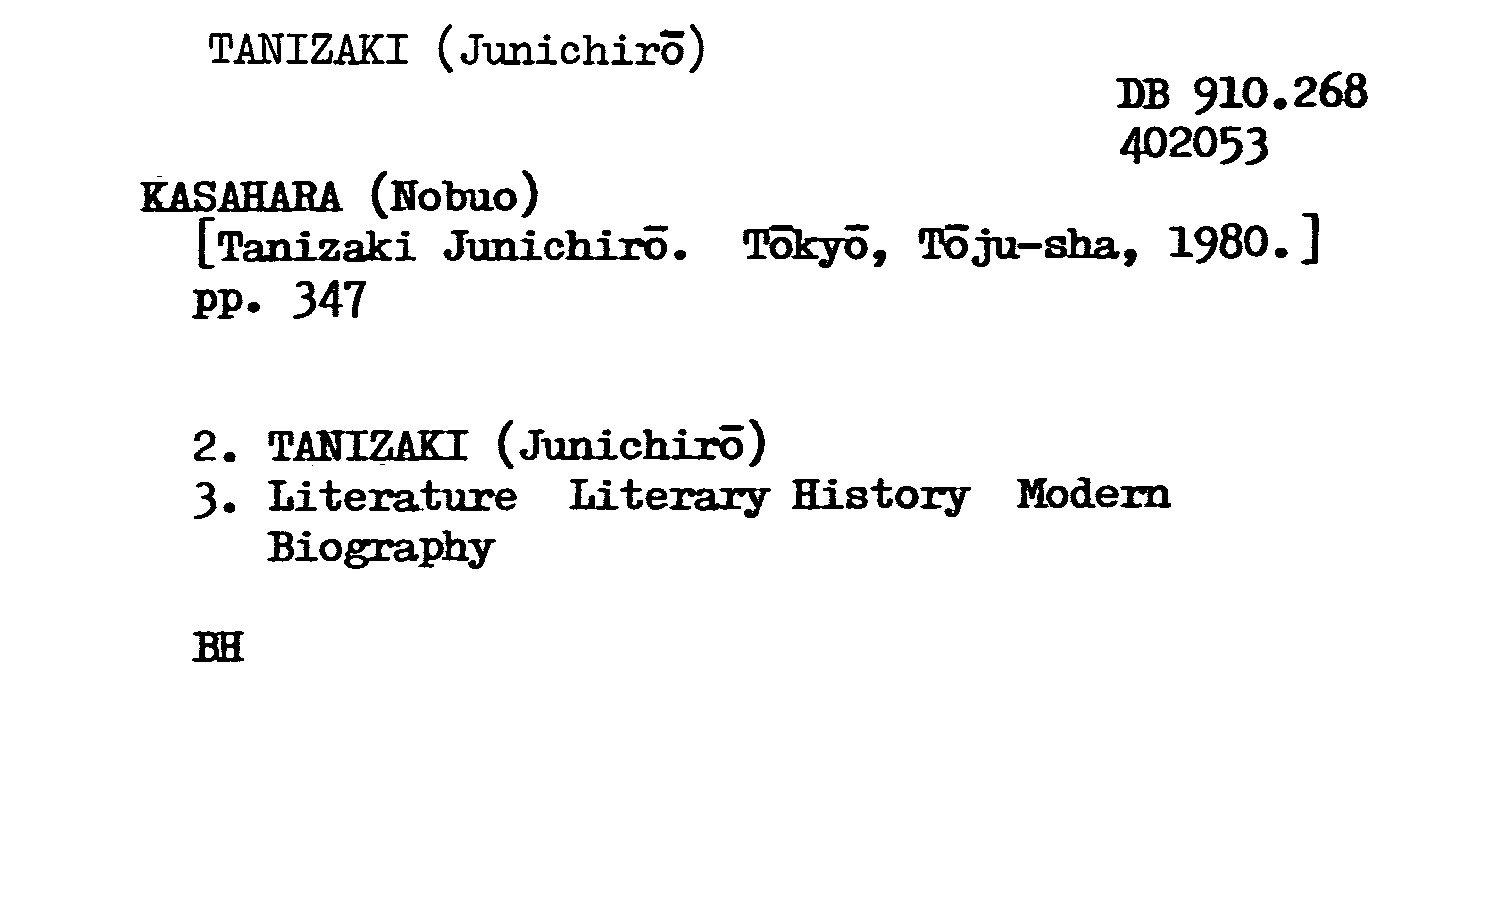 TANIZAKI (Junichirō)
DB 910.268
402053
KASAHARA (Nobuo)
[Tanizaki Junichirō. Tōkyō, Tōju-sha, 1980.]
pp. 347
2. TANIZAKI (Junichirō)
3. Literature Literary History Modern
Biography
BH